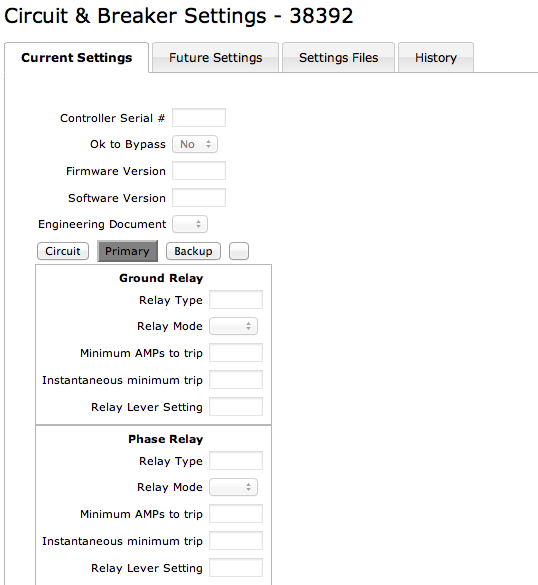 Circuit & Breaker Settings - 38392
Current Settings Future Settings Settings Files History
Controller Serial #
Ok to Bypass No
Firmware Version
Software Version
Engineering Document
Circuit Primary Backup
Ground Relay
Relay Type
Relay Mode
Minimum AMPs to trip
Instantaneous minimum trip
Relay Lever Setting
Phase Relay
Relay Type
Relay Mode
Minimum AMPs to trip
Instantaneous minimum trip
Relay Lever Setting